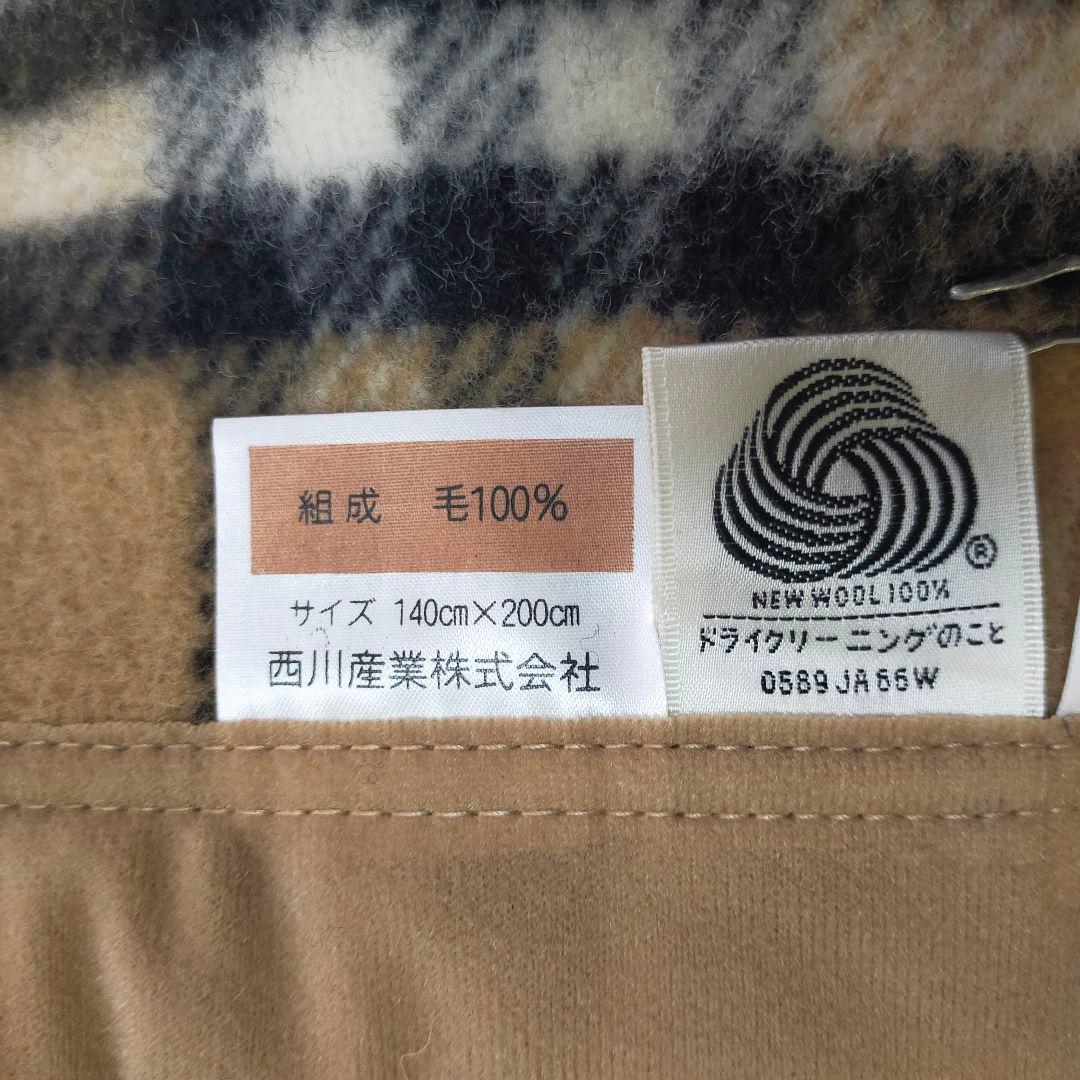 組成 毛100%
サイズ 140cm×200cm
西川産業株式会社
®
NEW WOOL 100%
ドライクリーニングのこと
0589 JA 66W